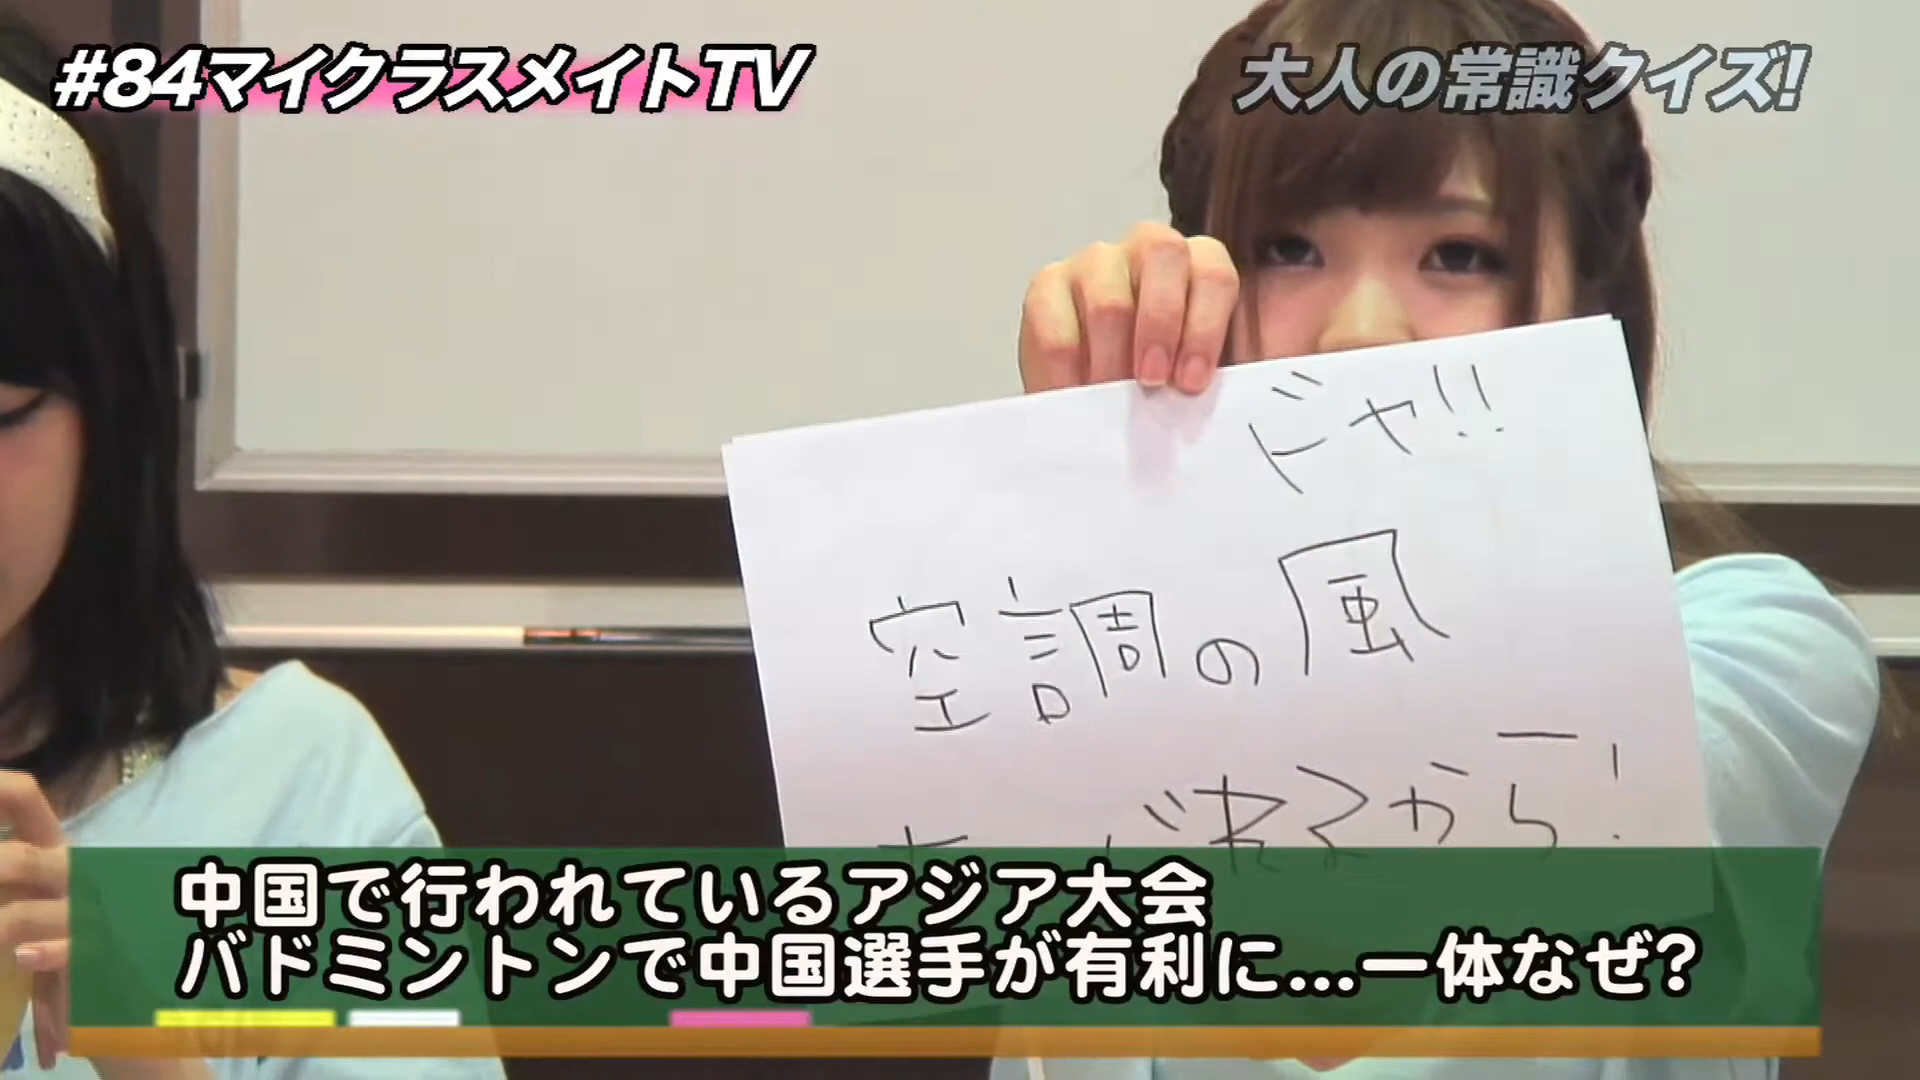 #84マイクラスメイトTV
大人の常識クイズ!
ドヤ!!
空調の風
中国で行われているアジア大会
バドミントンで中国選手が有利に...一体なぜ?